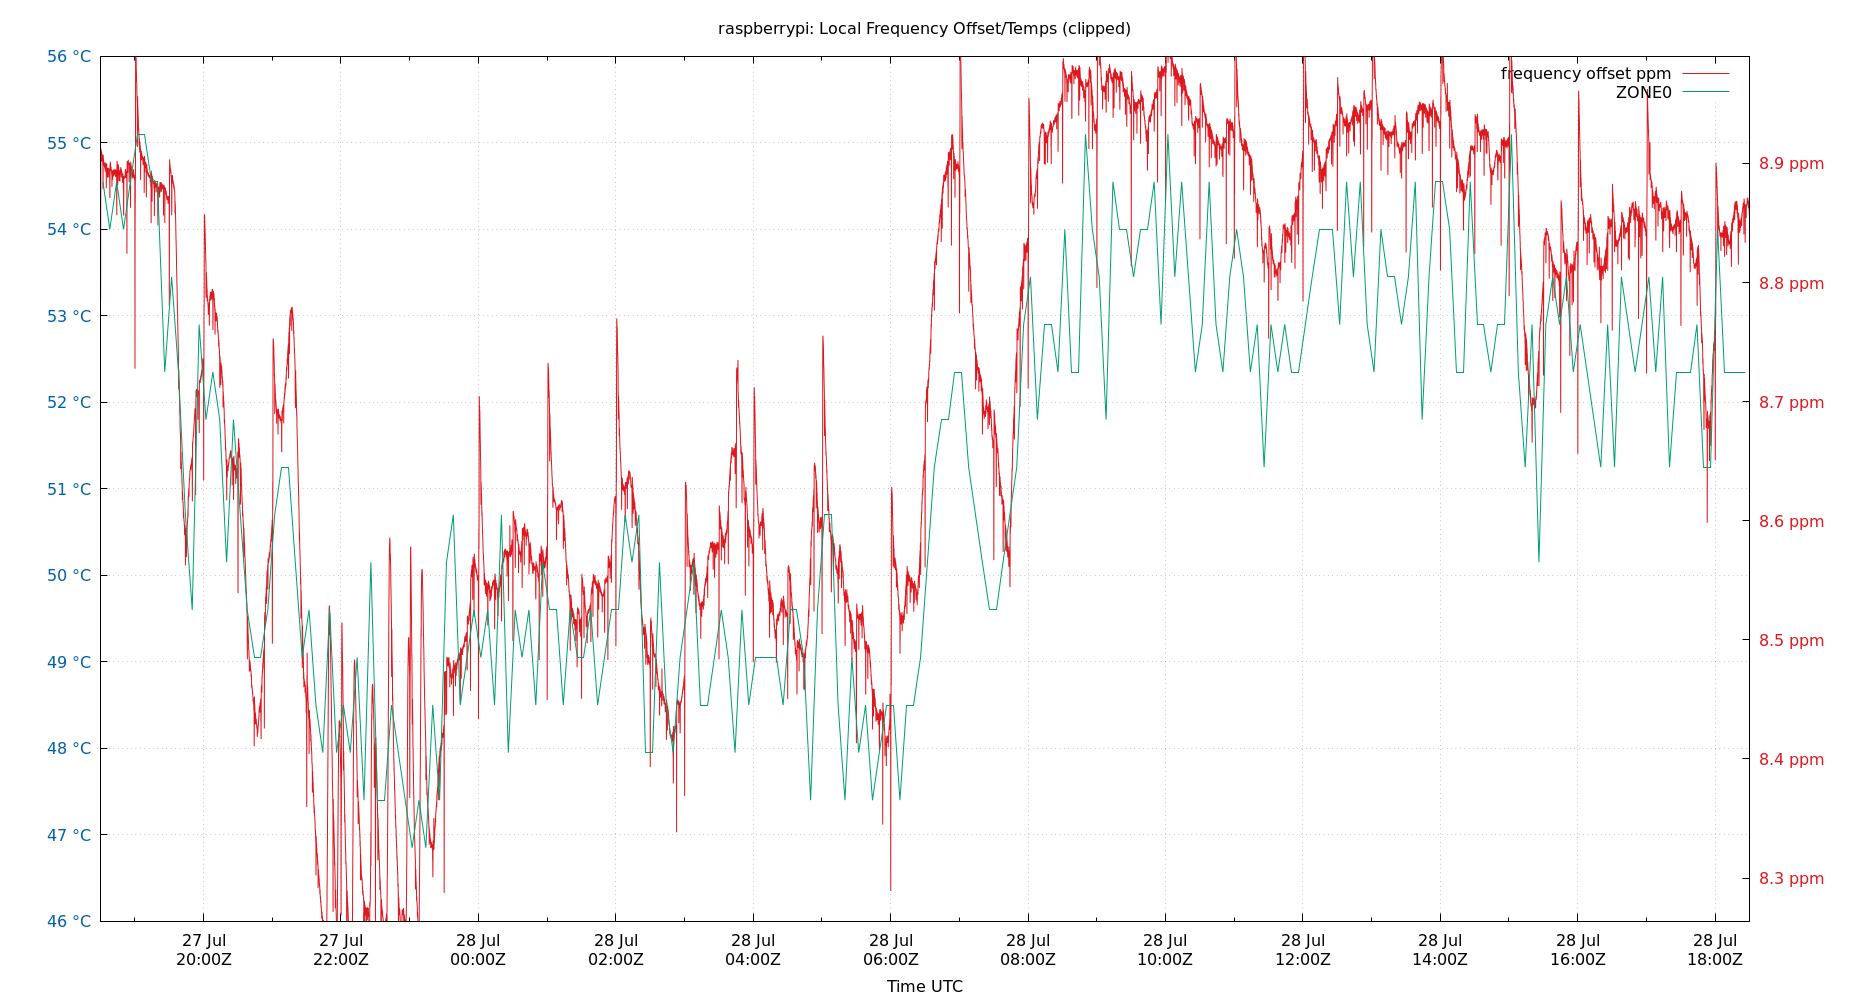 raspberrypi: Local Frequency Offset/Temps (clipped)
frequency offset ppm
ZONE0
56 °C
55 °C
54 °C
53 °C
52 °C
51 °C
50 °C
49 °C
48 °C
47 °C
46 °C
8.9 ppm
8.8 ppm
8.7 ppm
8.6 ppm
8.5 ppm
8.4 ppm
8.3 ppm
27 Jul
20:00Z
27 Jul
22:00Z
28 Jul
00:00Z
28 Jul
02:00Z
28 Jul
04:00Z
28 Jul
06:00Z
28 Jul
08:00Z
28 Jul
10:00Z
28 Jul
12:00Z
28 Jul
14:00Z
28 Jul
16:00Z
28 Jul
18:00Z
Time UTC